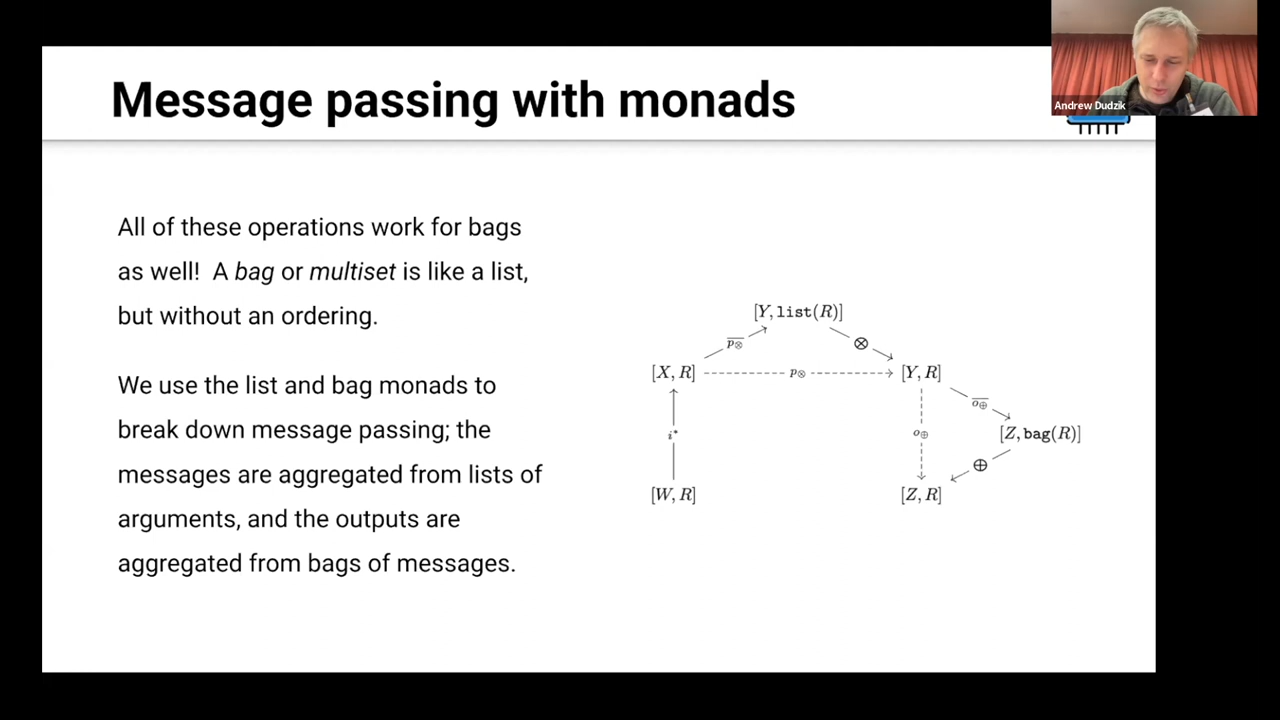 Message passing with monads
Andrew Dudzik
All of these operations work for bags
as well! A bag or multiset is like a list,
but without an ordering.
We use the list and bag monads to
break down message passing; the
messages are aggregated from lists of
arguments, and the outputs are
aggregated from bags of messages.
[Y, list(R)]
p⊗ ⊗
[X, R] p⊗ [Y, R]
o⊕
i* o⊕ [Z, bag(R)]
⊕
[W, R] [Z, R]